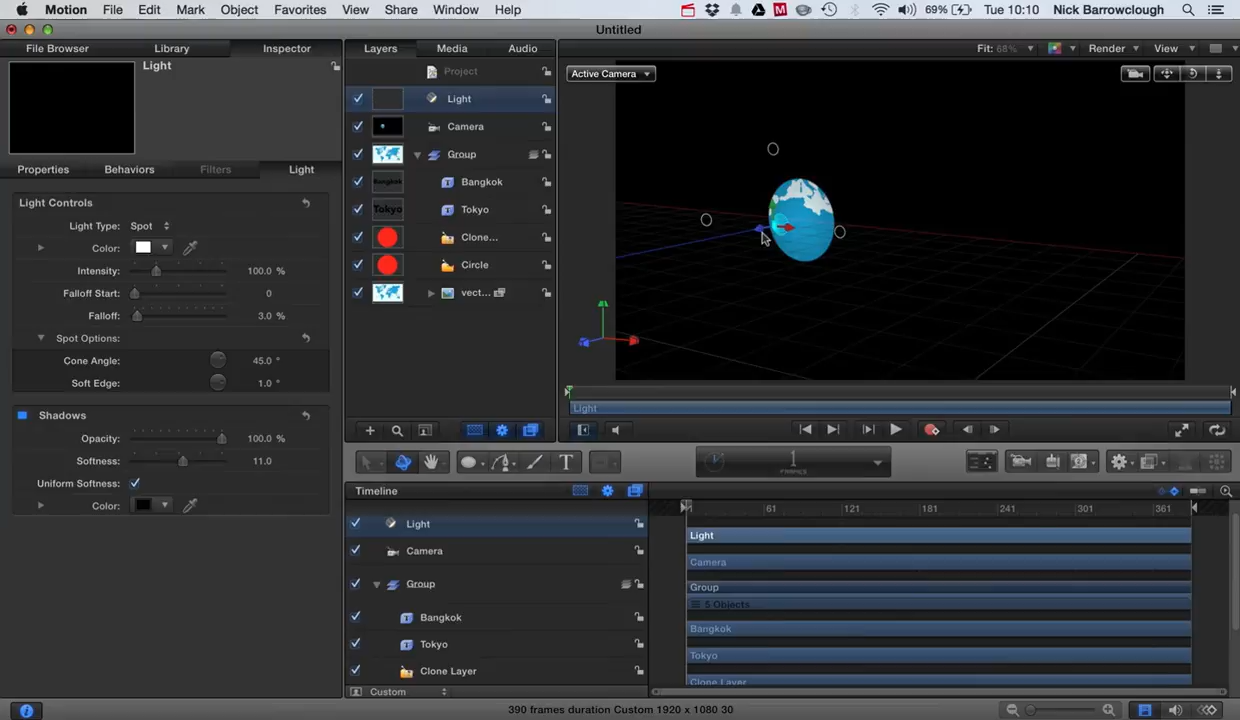 Motion File Edit Mark Object Favorites View Share Window Help 69% Tue 10:10 Nick Barrowclough
Untitled
File Browser Library Inspector Layers Media Audio Fit: 68% Render View
Light Project
Active Camera
Light
Camera
Group
Properties Behaviors Filters Light
Bangkok
Light Controls
Tokyo
Light Type: Spot
Clone...
Color:
Circle
Intensity: 100.0 %
Falloff Start: 0
vect...
Falloff: 3.0 %
Spot Options:
Cone Angle: 45.0 °
Soft Edge: 1.0 °
Light
Shadows
Opacity: 100.0 %
Softness: 11.0
T 1
FRAMES
Uniform Softness:
Color:
Timeline
1 61 121 181 241 301 361
Light Light
Camera Camera
Group Group
5 Objects...
Bangkok Bangkok
Tokyo Tokyo
Clone Layer Clone Layer
Custom
390 frames duration Custom 1920 x 1080 30